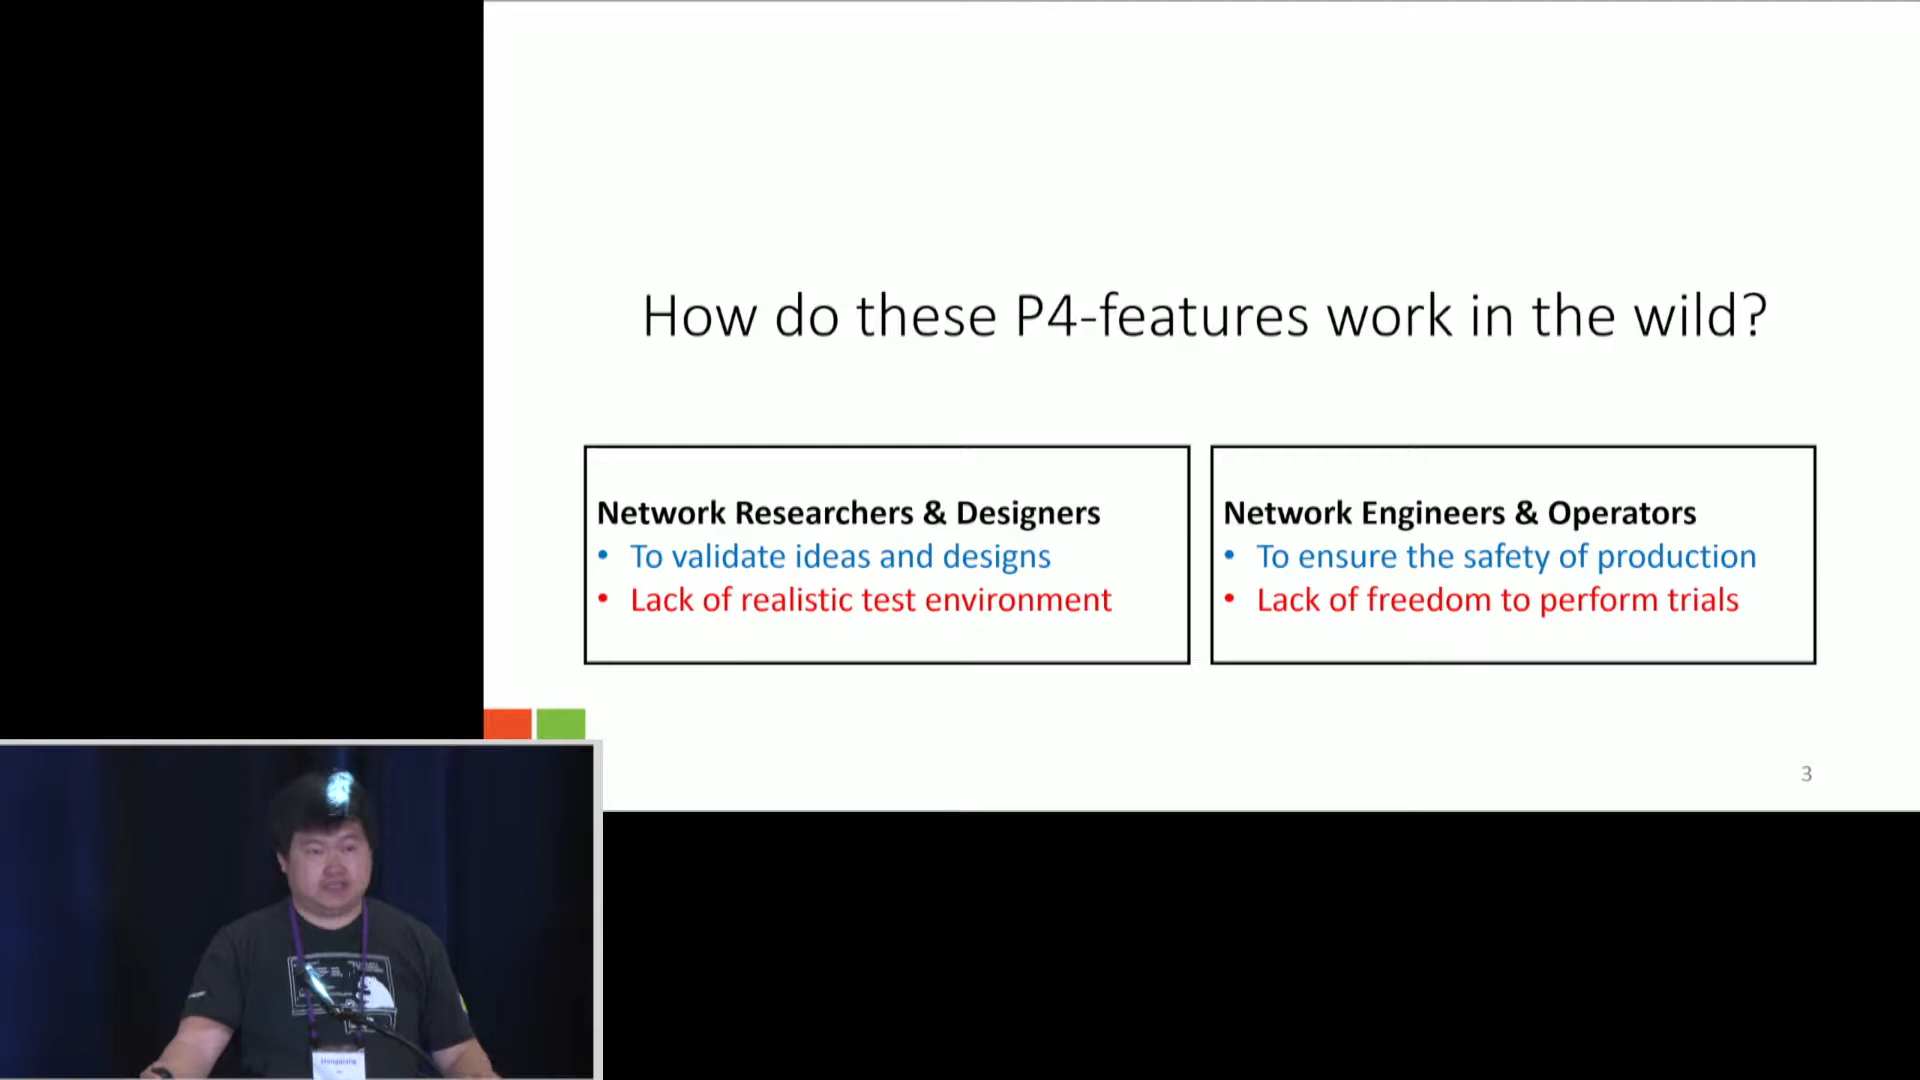 How do these P4-features work in the wild?
Network Researchers & Designers
• To validate ideas and designs
• Lack of realistic test environment
Network Engineers & Operators
• To ensure the safety of production
• Lack of freedom to perform trials
3